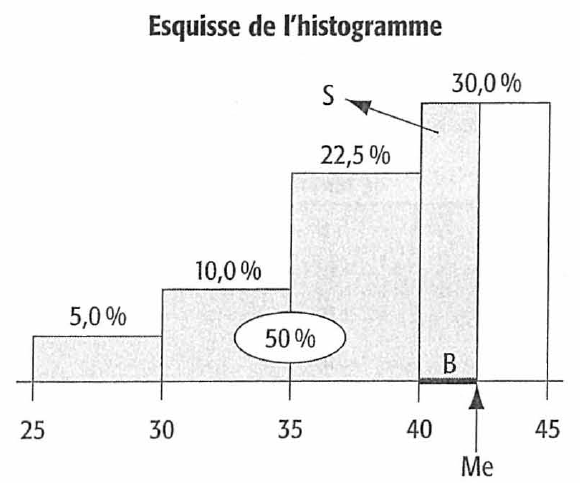 Esquisse de l'histogramme
30,0 %
S
22,5 %
10,0 %
5,0 %
50 %
B
25 30 35 40 45
Me